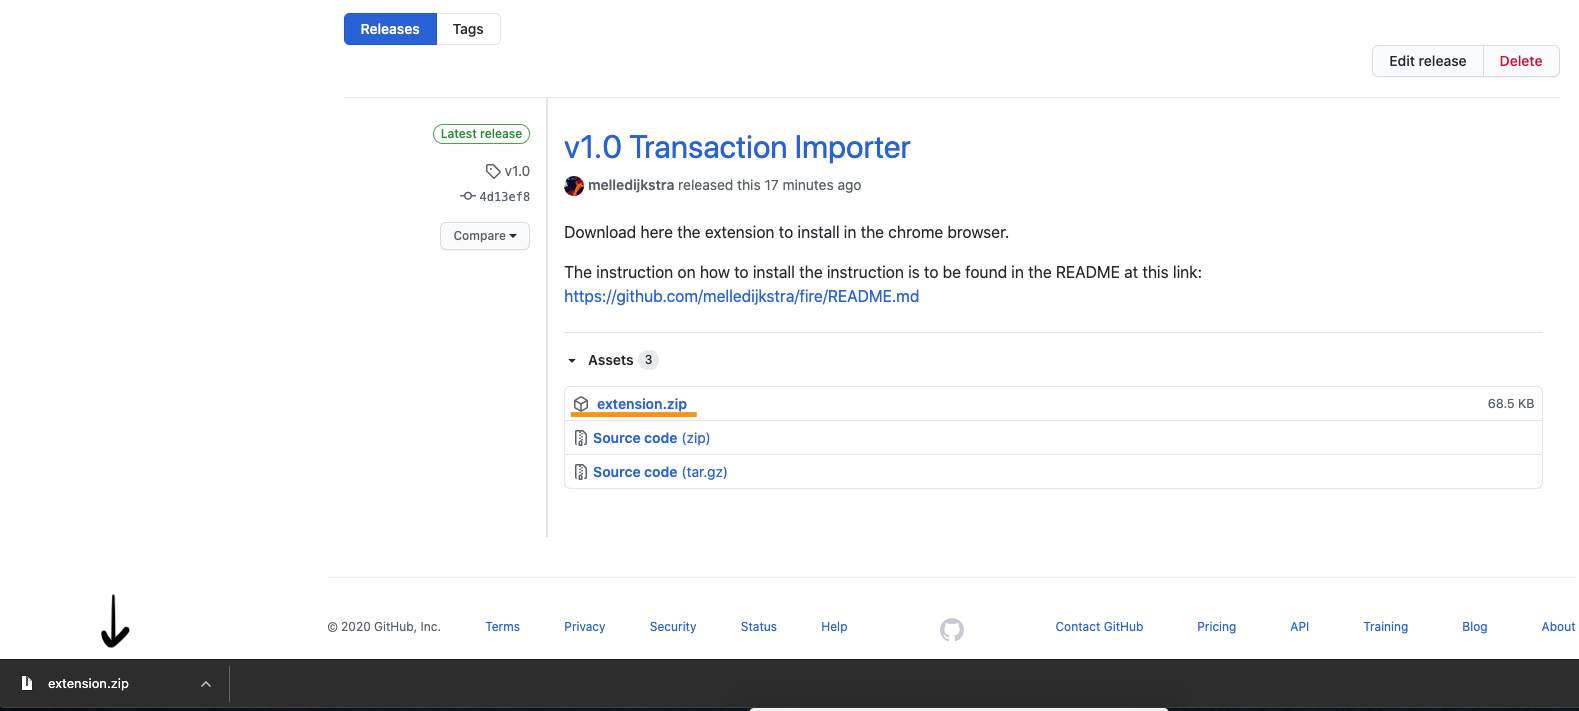 Releases Tags
Edit release Delete
Latest release
v1.0
4d13ef8
Compare
v1.0 Transaction Importer
melledijkstra released this 17 minutes ago
Download here the extension to install in the chrome browser.
The instruction on how to install the instruction is to be found in the README at this link:
https://github.com/melledijkstra/fire/README.md
Assets 3
extension.zip 68.5 KB
Source code (zip)
Source code (tar.gz)
© 2020 GitHub, Inc. Terms Privacy Security Status Help Contact GitHub Pricing API Training Blog About
extension.zip